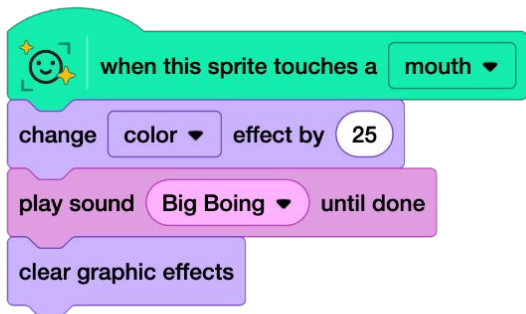 when this sprite touches a mouth
change color effect by 25
play sound Big Boing until done
clear graphic effects